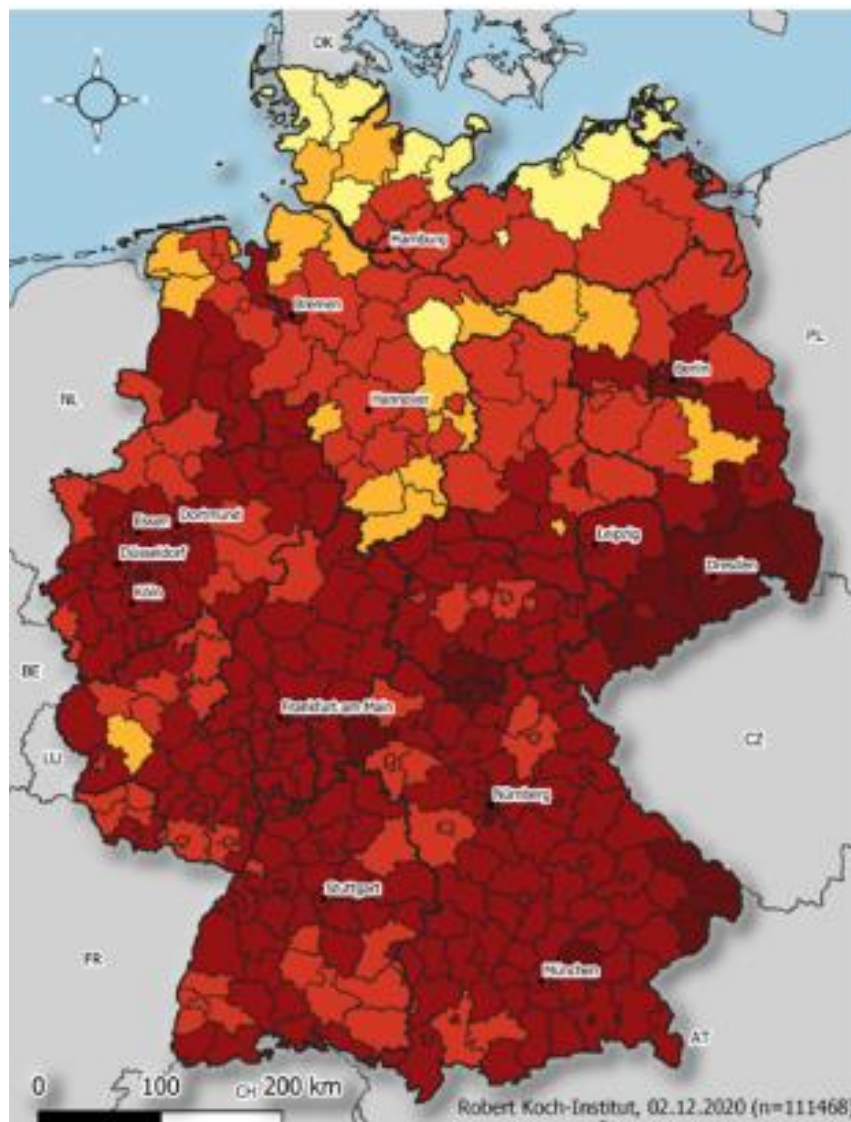 DK
Hamburg
Bremen
PL
Berlin
NL
Hannover
Essen
Dortmund
Düsseldorf
Leipzig
Dresden
Köln
BE
Frankfurt am Main
LU
CZ
Nürnberg
Stuttgart
FR
München
AT
0 100 200 km
CH
Robert Koch-Institut, 02.12.2020 (n=111468)